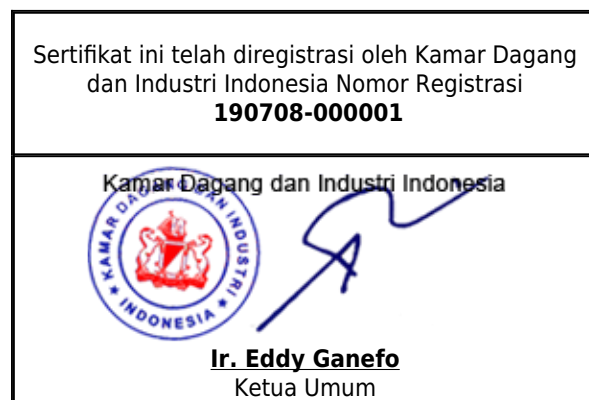 Sertifikat ini telah diregistrasi oleh Kamar Dagang
dan Industri Indonesia Nomor Registrasi
190708-000001
Kamar Dagang dan Industri Indonesia
KAMAR DAGANG DAN INDUSTRI
INDONESIA
Ir. Eddy Ganefo
Ketua Umum